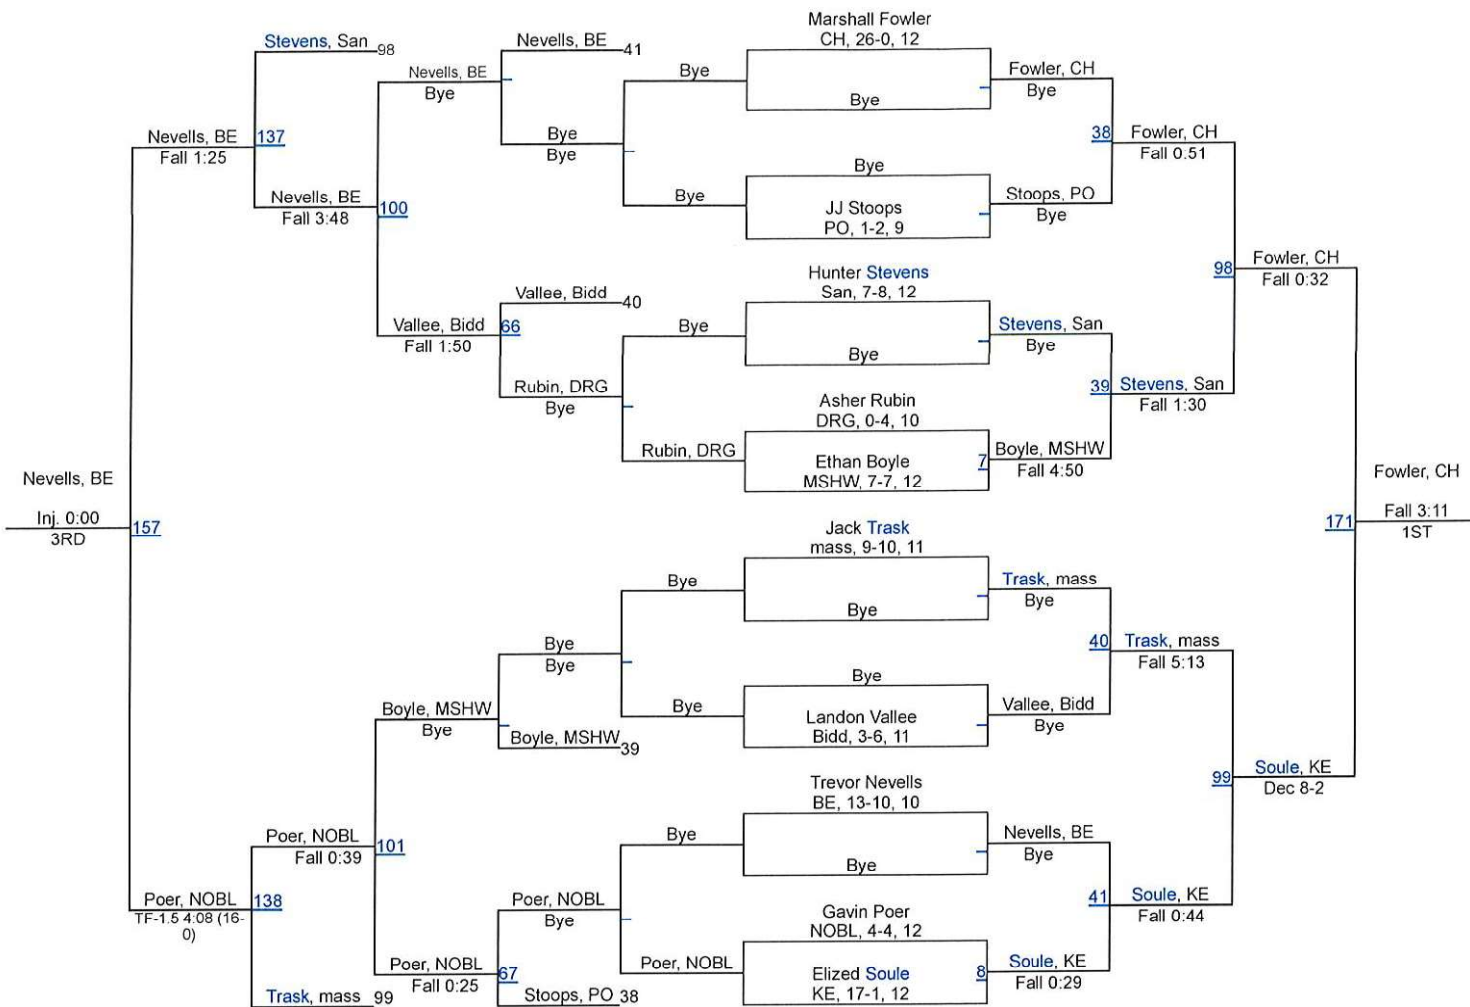 Marshall Fowler
CH, 26-0, 12
Stevens, San 98
Nevells, BE 41
Nevells, BE
Bye
Bye
Fowler, CH
Bye
Bye
Nevells, BE
Fall 1:25
137
Bye
Bye
38
Fowler, CH
Fall 0.51
Bye
Nevells, BE
Fall 3:48
100
Bye
JJ Stoops
PO, 1-2, 9
Stoops, PO
Bye
Hunter Stevens
San, 7-8, 12
98
Fowler, CH
Fall 0:32
Vallee, Bidd 40
Vallee, Bidd
Fall 1:50
66
Bye
Bye
Stevens, San
Bye
Rubin, DRG
Bye
Asher Rubin
DRG, 0-4, 10
39
Stevens, San
Fall 1:30
Rubin, DRG
Ethan Boyle
MSHW, 7-7, 12
7
Boyle, MSHW
Fall 4:50
Nevells, BE
Inj. 0:00
3RD
157
Fowler, CH
171
Fall 3:11
1ST
Jack Trask
mass, 9-10, 11
Bye
Bye
Trask, mass
Bye
Bye
Bye
40
Trask, mass
Fall 5:13
Bye
Boyle, MSHW
Bye
Boyle, MSHW 39
Bye
Landon Vallee
Bidd, 3-6, 11
Vallee, Bidd
Bye
Trevor Nevells
BE, 13-10, 10
99
Soule, KE
Dec 8-2
Poer, NOBL
Fall 0:39
101
Bye
Bye
Nevells, BE
Bye
Poer, NOBL
TF-1.5 4:08 (16-
0)
138
Poer, NOBL
Bye
Gavin Poer
NOBL, 4-4, 12
41
Soule, KE
Fall 0:44
Poer, NOBL
Fall 0:25
67
Poer, NOBL
Elized Soule
KE, 17-1, 12
8
Soule, KE
Fall 0:29
Trask, mass 99
Stoops, PO 38